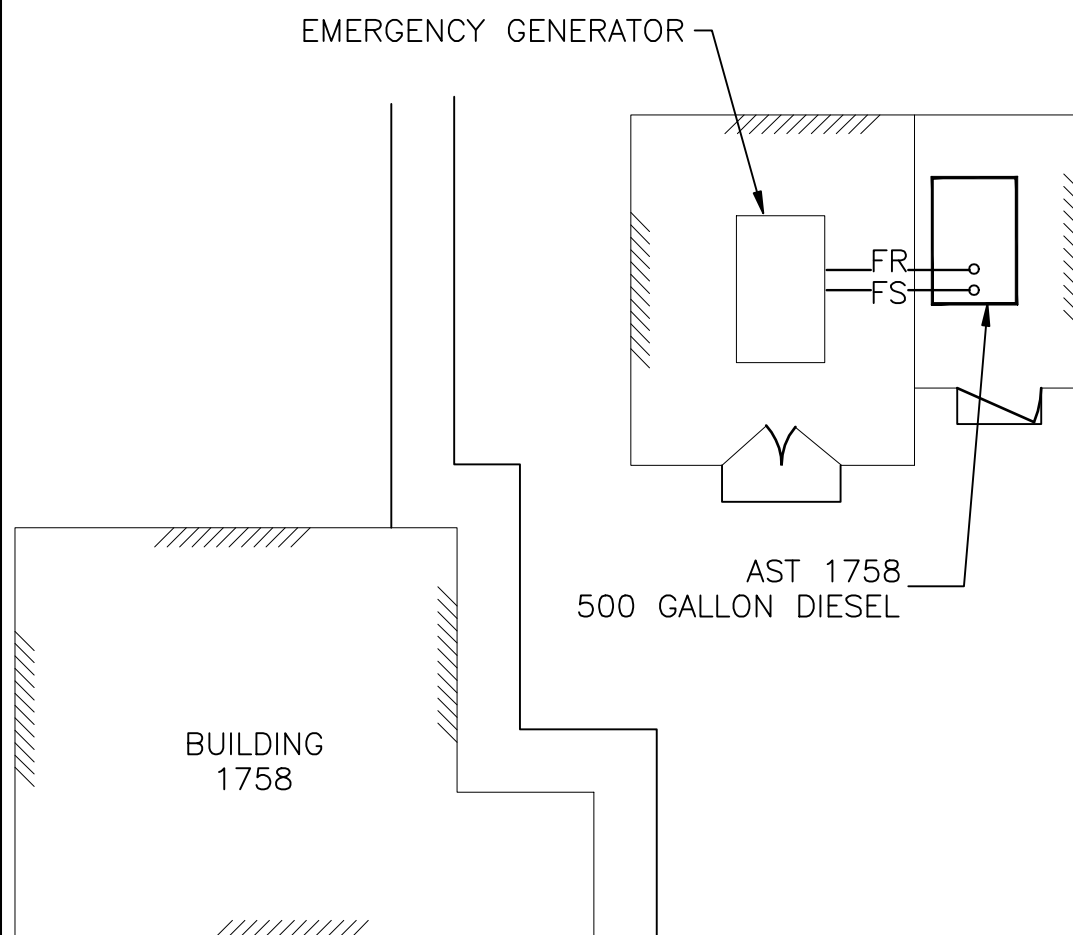 EMERGENCY GENERATOR
FR
FS
AST 1758
500 GALLON DIESEL
BUILDING
1758